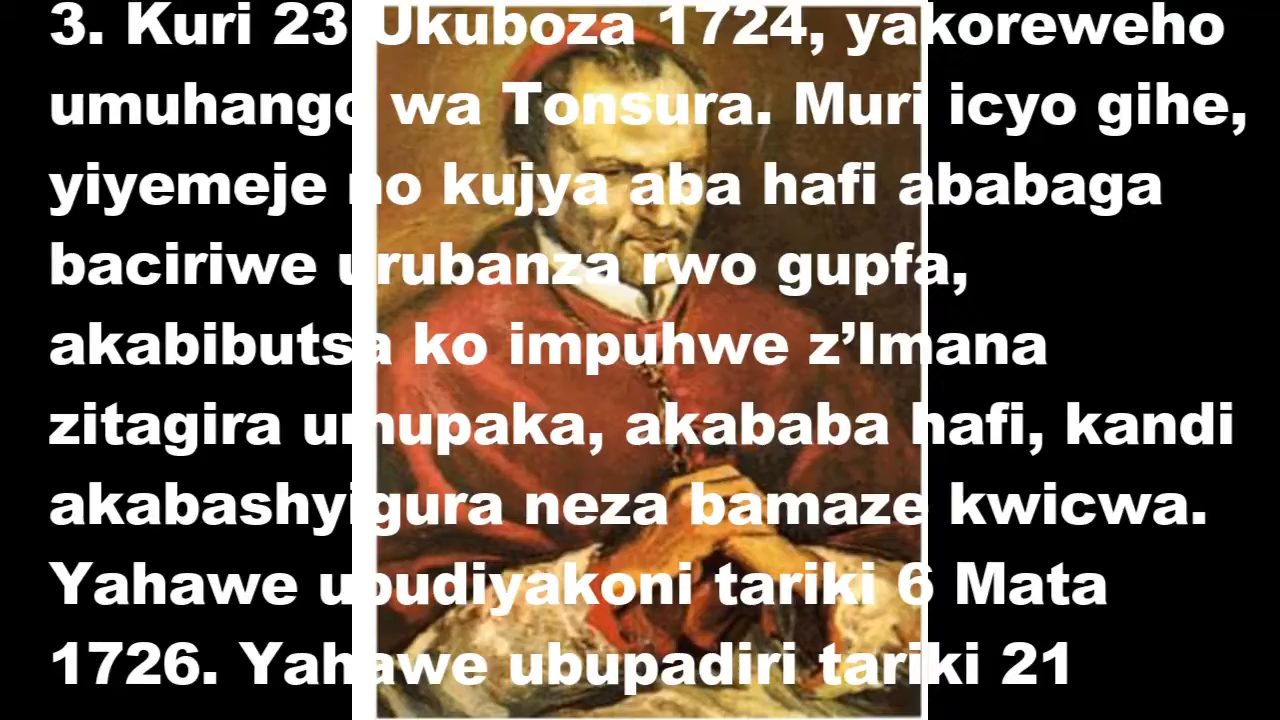 3. Kuri 23 Ukuboza 1724, yakoreweho
umuhango wa Tonsura. Muri icyo gihe,
yiyemeje no kujya aba hafi ababaga
baciriwe urubanza rwo gupfa,
akabibutsa ko impuhwe z’Imana
zitagira umupaka, akababa hafi, kandi
akabashyigura neza bamaze kwicwa.
Yahawe ubudiyakoni tariki 6 Mata
1726. Yahawe ubupadiri tariki 21